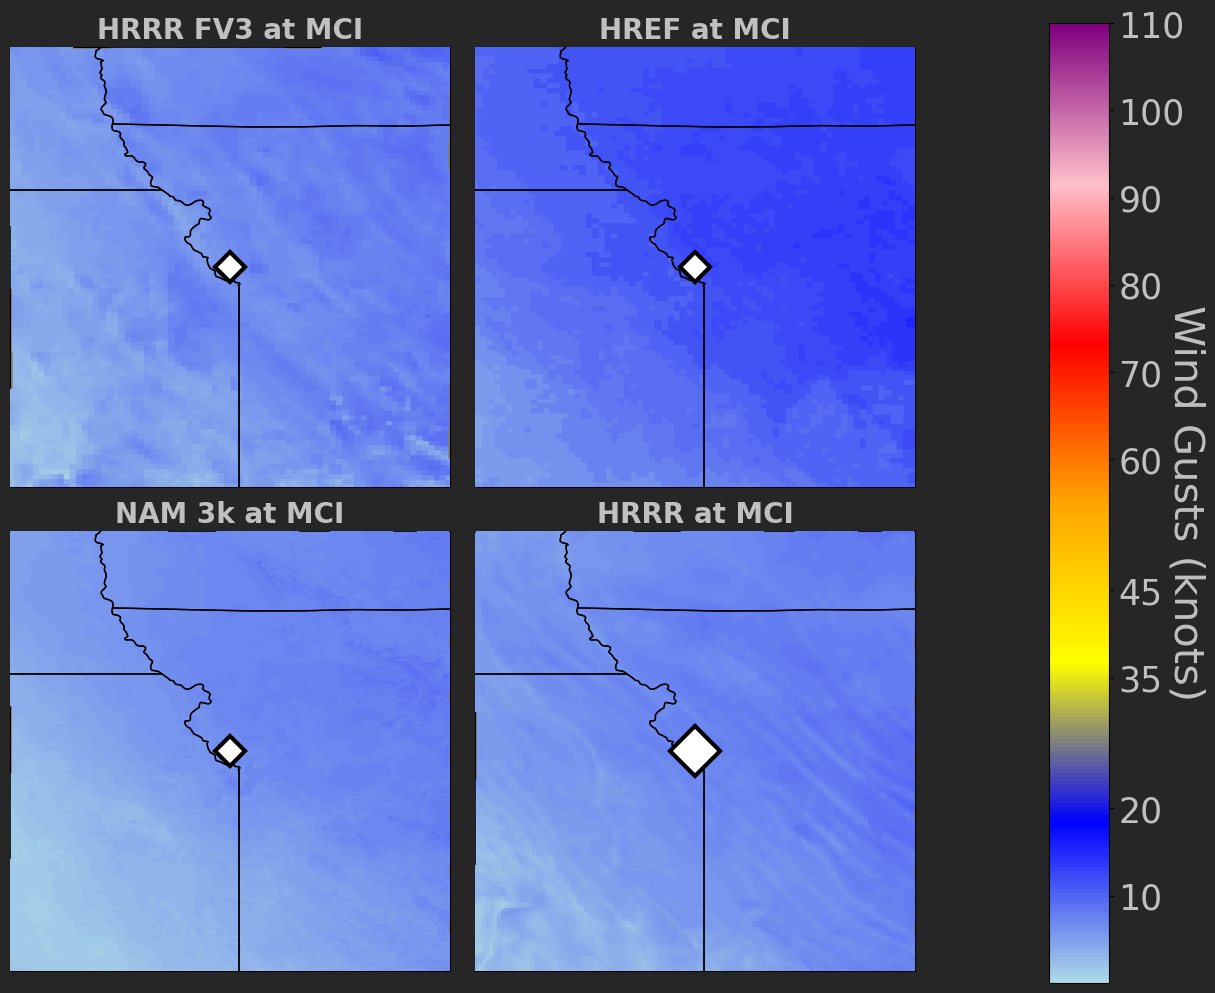 HRRR FV3 at MCI
HREF at MCI
NAM 3k at MCI
HRRR at MCI
110
100
90
80
70
60
45
35
20
10
Wind Gusts (knots)